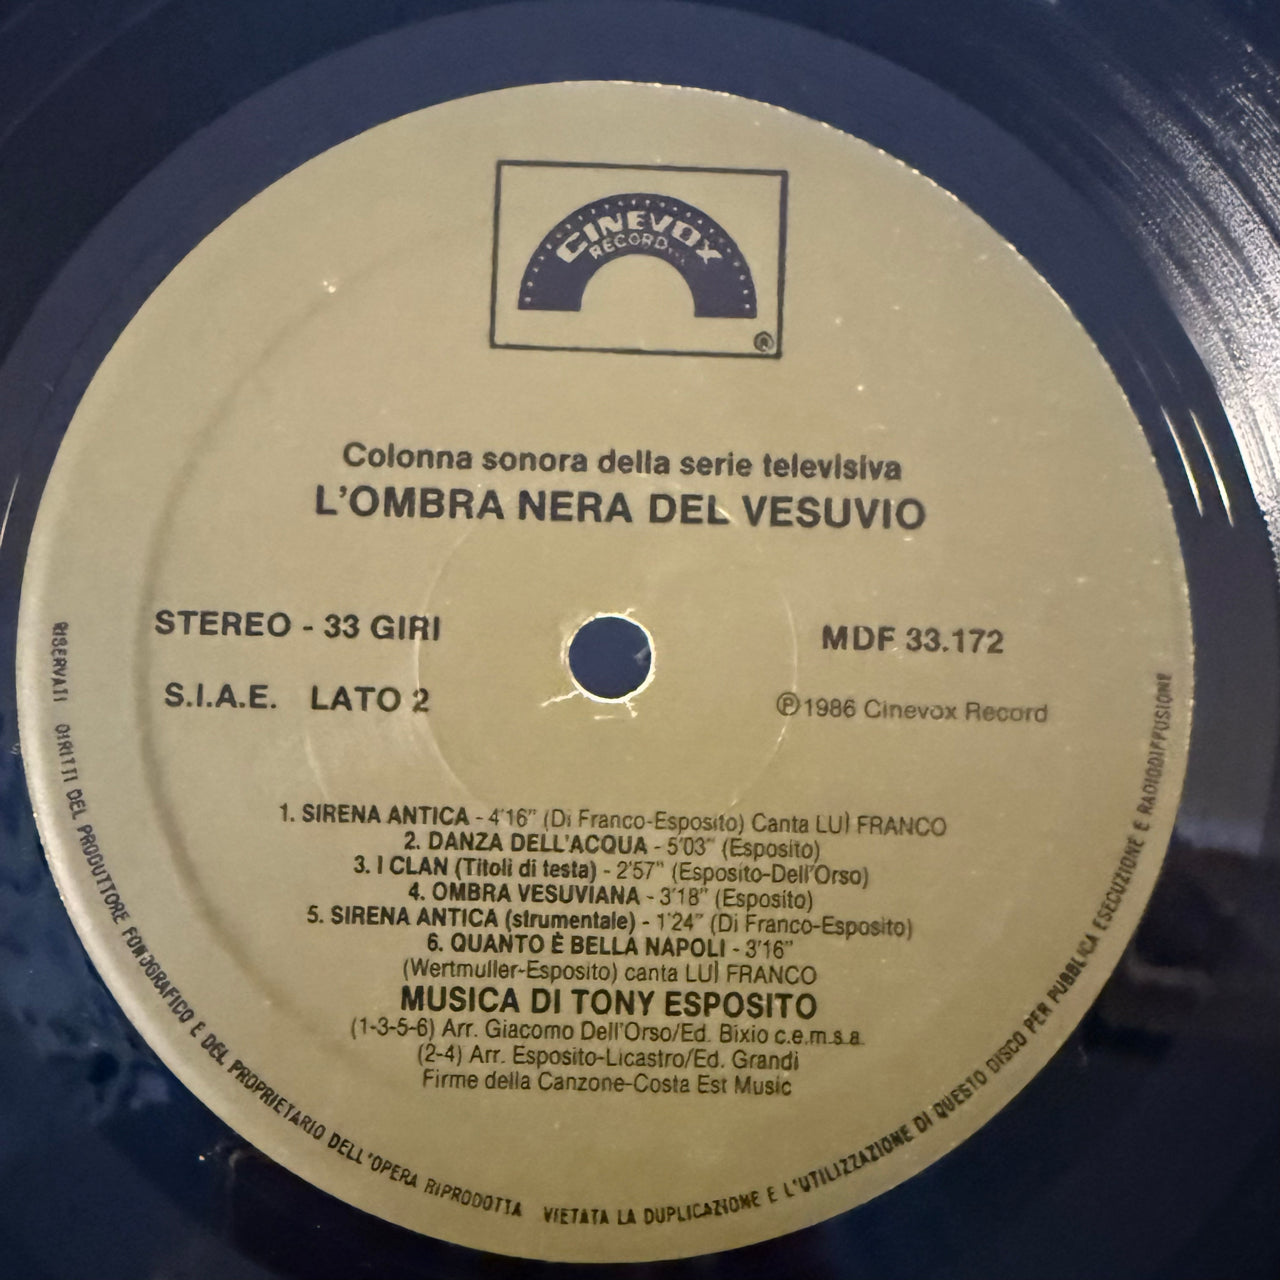 CINEVOX
RECORD
®
Colonna sonora della serie televisiva
L'OMBRA NERA DEL VESUVIO
STEREO - 33 GIRI
MDF 33.172
S.I.A.E. LATO 2
℗1986 Cinevox Record
1. SIRENA ANTICA - 4'16" (Di Franco-Esposito) Canta LUÌ FRANCO
2. DANZA DELL'ACQUA - 5'03" (Esposito)
3. I CLAN (Titoli di testa) - 2'57" (Esposito-Dell'Orso)
4. OMBRA VESUVIANA - 3'18" (Esposito)
5. SIRENA ANTICA (strumentale) - 1'24" (Di Franco-Esposito)
6. QUANTO È BELLA NAPOLI - 3'16"
(Wertmuller-Esposito) canta LUÌ FRANCO
MUSICA DI TONY ESPOSITO
(1-3-5-6) Arr. Giacomo Dell'Orso/Ed. Bixio c.e.m.s.a.
(2-4) Arr. Esposito-Licastro/Ed. Grandi
Firme della Canzone-Costa Est Music
RISERVATI DIRITTI DEL PRODUTTORE FONOGRAFICO E DEL PROPRIETARIO DELL'OPERA RIPRODOTTA VIETATA LA DUPLICAZIONE E L'UTILIZZAZIONE DI QUESTO DISCO PER PUBBLICA ESECUZIONE E RADIODIFFUSIONE